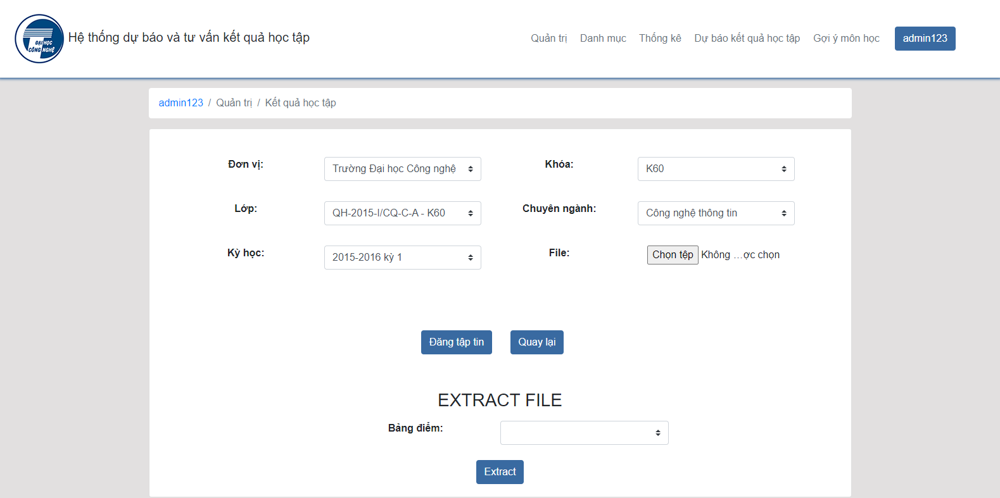 ĐẠI HỌC
CÔNG NGHỆ
Hệ thống dự báo và tư vấn kết quả học tập
Quản trị Danh mục Thống kê Dự báo kết quả học tập Gợi ý môn học admin123
admin123 / Quản trị / Kết quả học tập
Đơn vị: Trường Đại học Công nghệ Khóa: K60
Lớp: QH-2015-I/CQ-C-A - K60 Chuyên ngành: Công nghệ thông tin
Kỳ học: 2015-2016 kỳ 1 File: Chọn tệp Không ...ợc chọn
Đăng tập tin Quay lại
EXTRACT FILE
Bảng điểm:
Extract